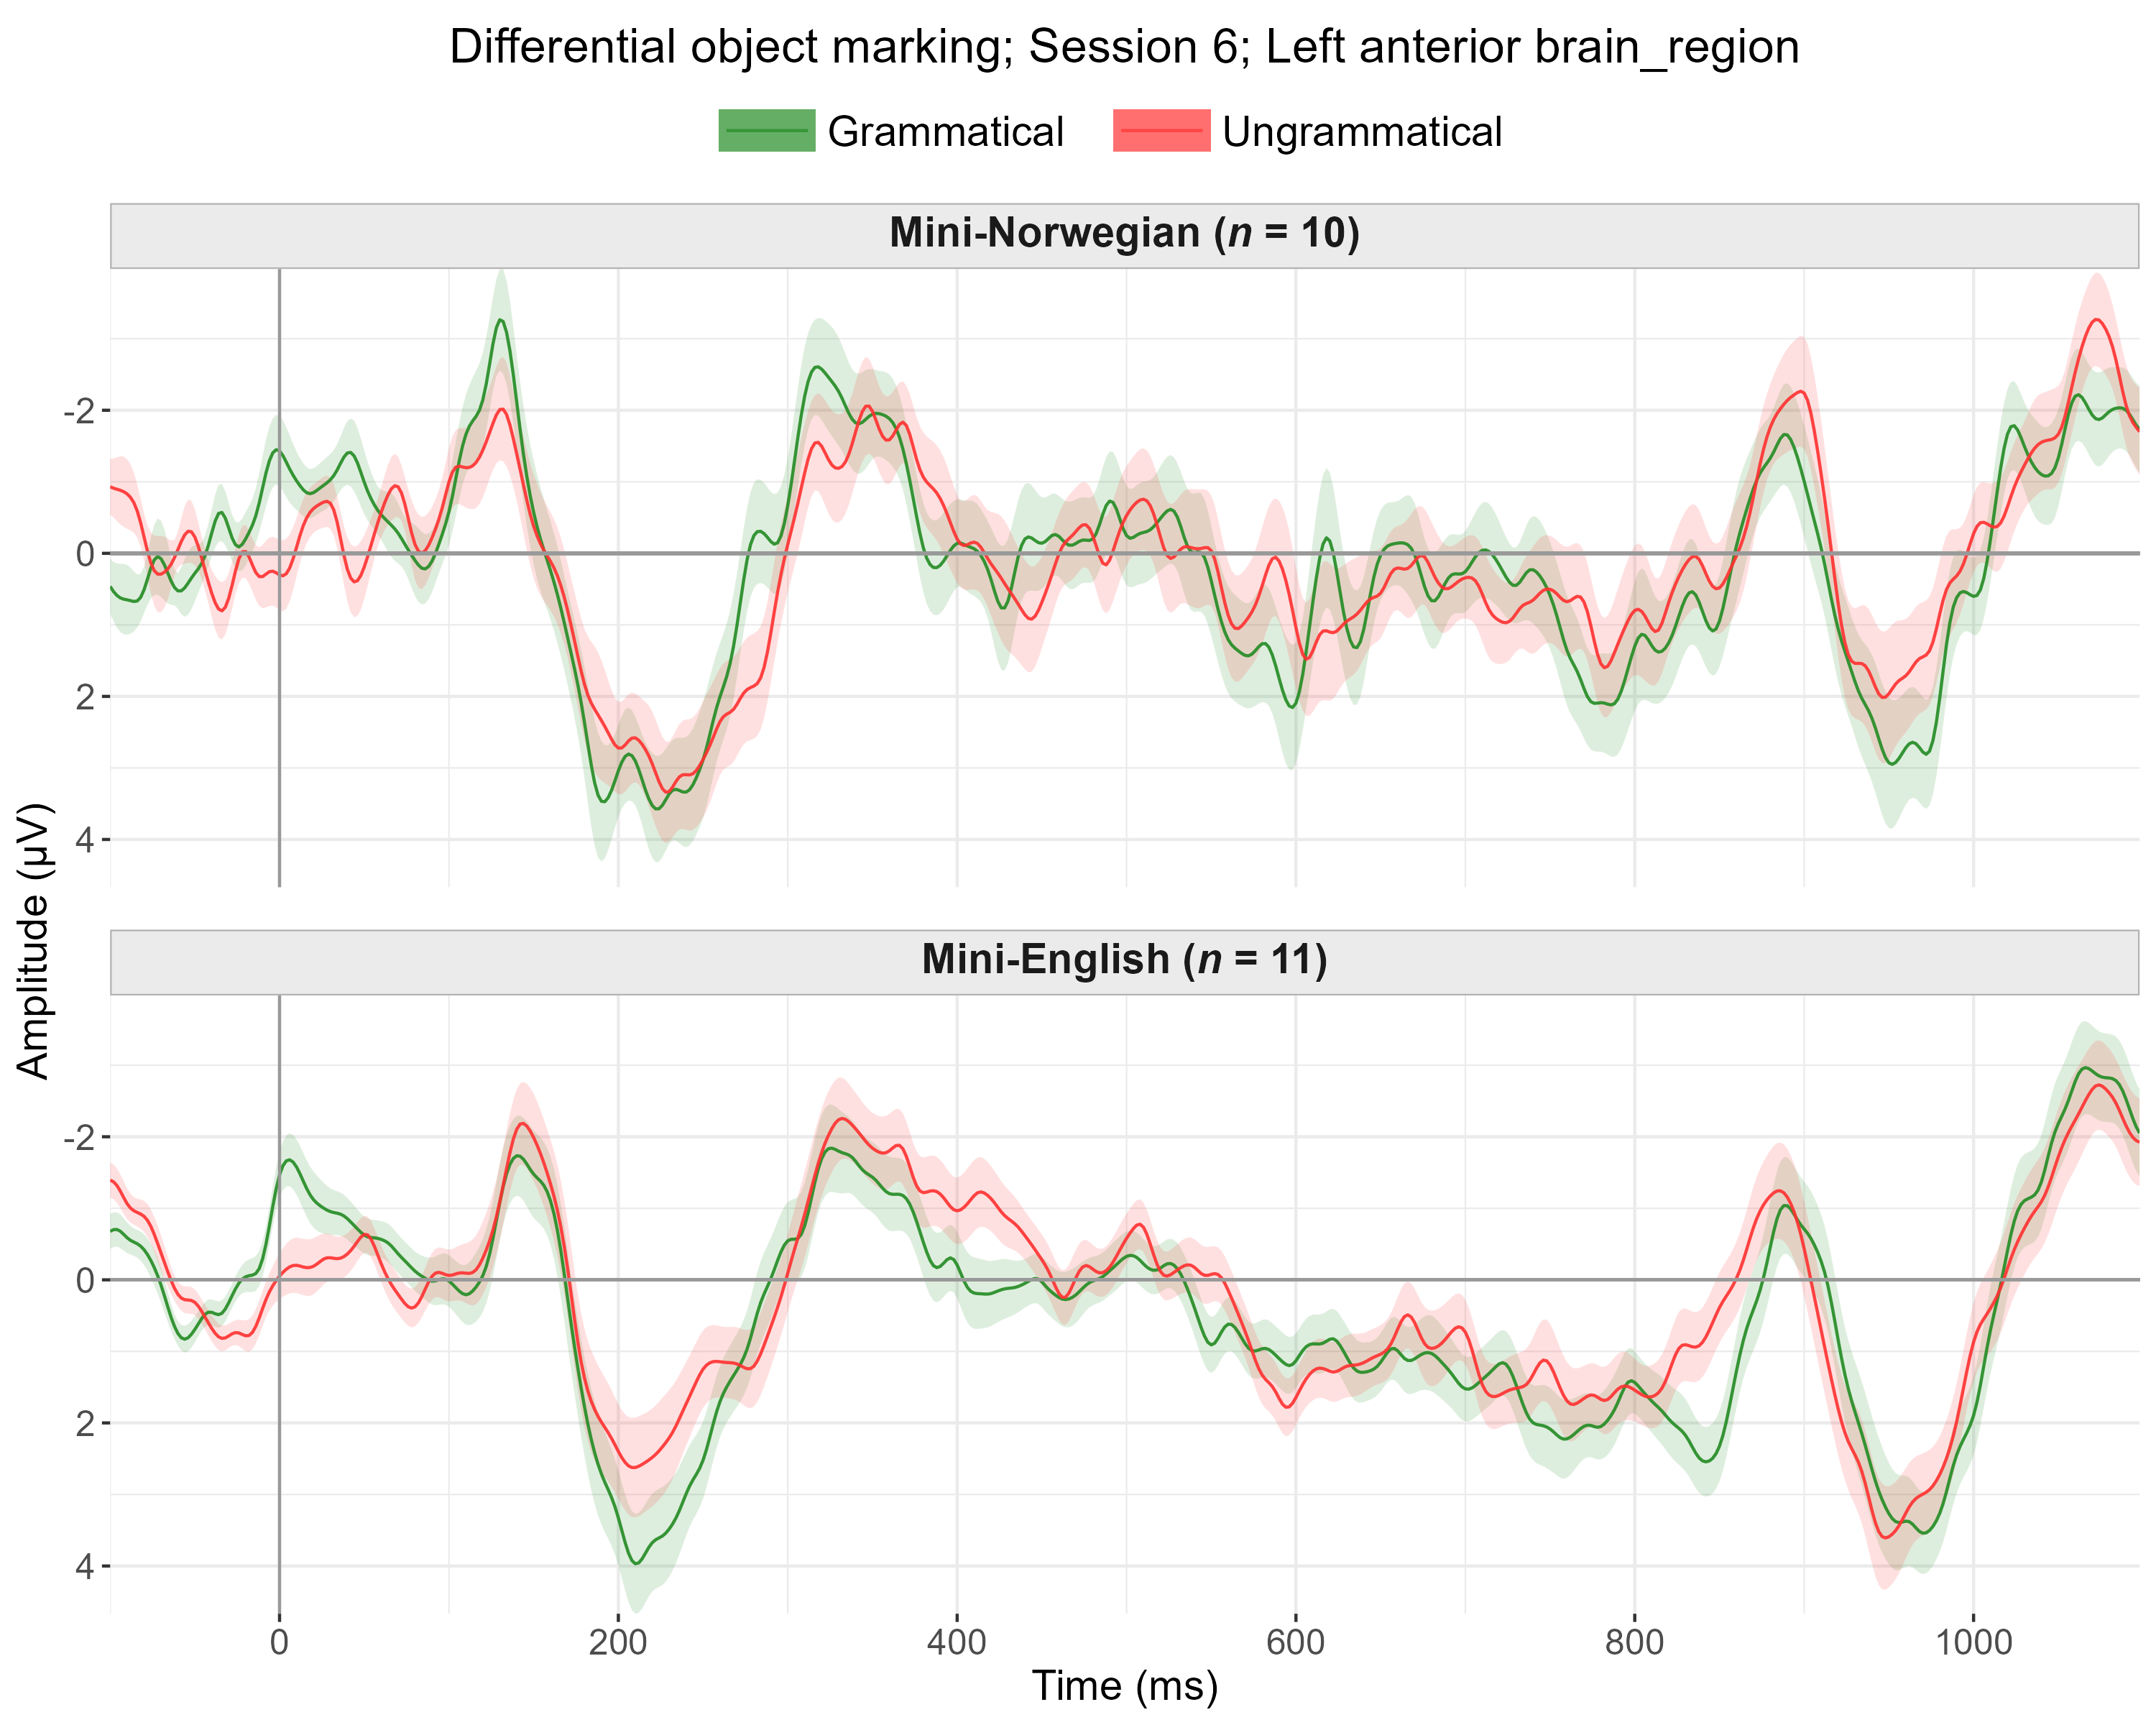 Differential object marking; Session 6; Left anterior brain_region
Grammatical Ungrammatical
Mini-Norwegian (n = 10)
-2
0
2
4
Mini-English (n = 11)
-2
0
2
4
Amplitude (µV)
0 200 400 600 800 1000
Time (ms)